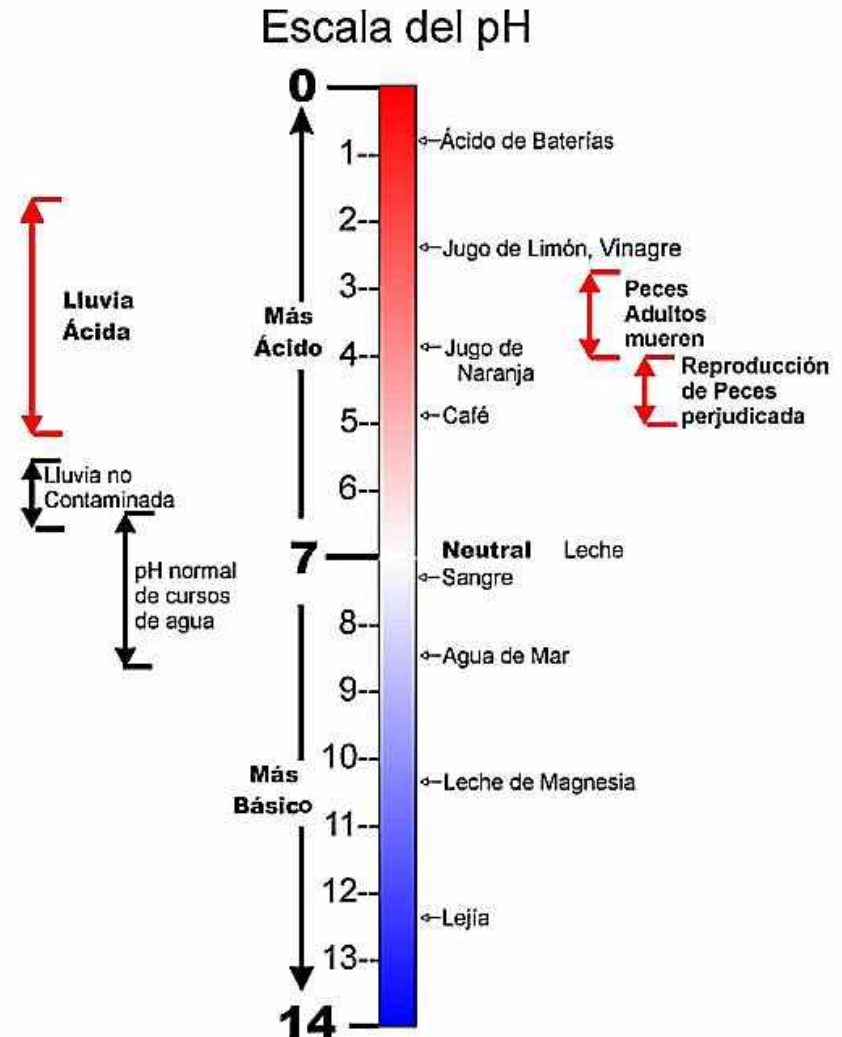 Escala del pH
0
1--
2--
3--
4--
5--
6--
7
8--
9--
10--
11--
12--
13--
14
Más
Ácido
Más
Básico
Lluvia
Ácida
Lluvia no
Contaminada
pH normal
de cursos
de agua
Ácido de Baterías
Jugo de Limón, Vinagre
Jugo de
Naranja
Café
Neutral Leche
Sangre
Agua de Mar
Leche de Magnesia
Lejía
Peces
Adultos
mueren
Reproducción
de Peces
perjudicada